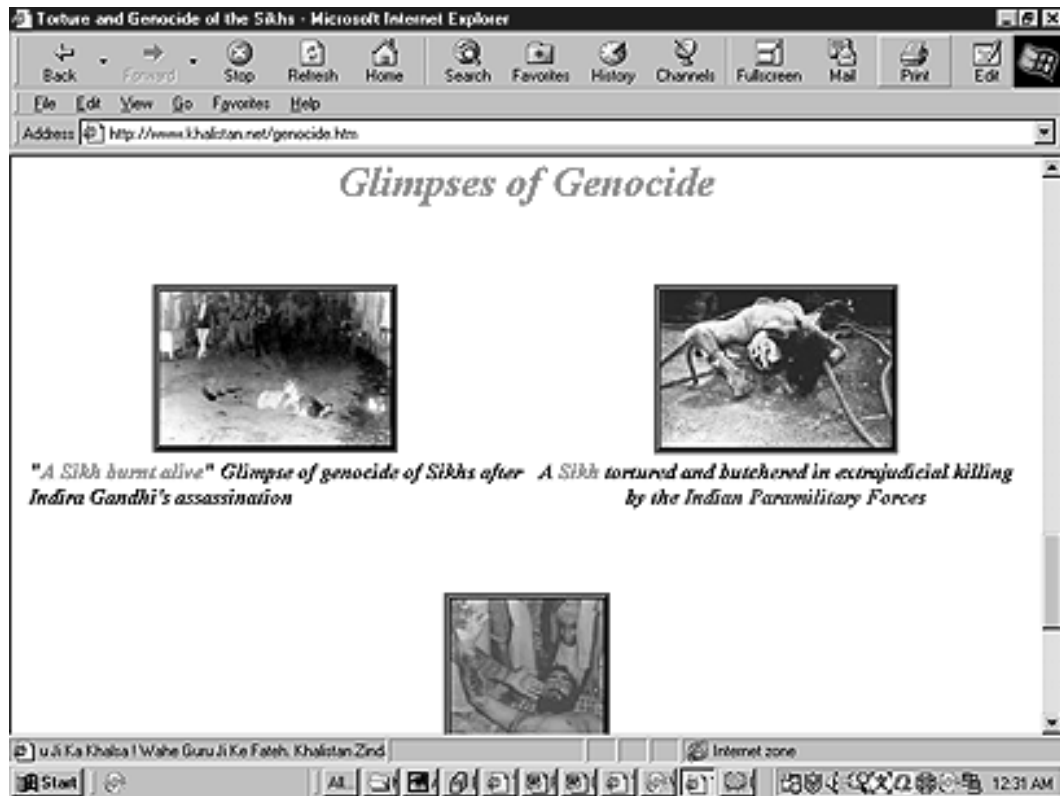 Torture and Genocide of the Sikhs - Microsoft Internet Explorer
Back Forward Stop Refresh Home Search Favorites History Channels Fullscreen Mail Print Edit
File Edit View Go Favorites Help
Address http://www.khalistan.net/genocide.htm
Glimpses of Genocide
"A Sikh burnt alive" Glimpse of genocide of Sikhs after
Indira Gandhi's assassination
A Sikh tortured and butchered in extrajudicial killing
by the Indian Paramilitary Forces
u Ji Ka Khalsa ! Wahe Guru Ji Ke Fateh. Khalistan Zind
Internet zone
Start
AL.
12:31 AM